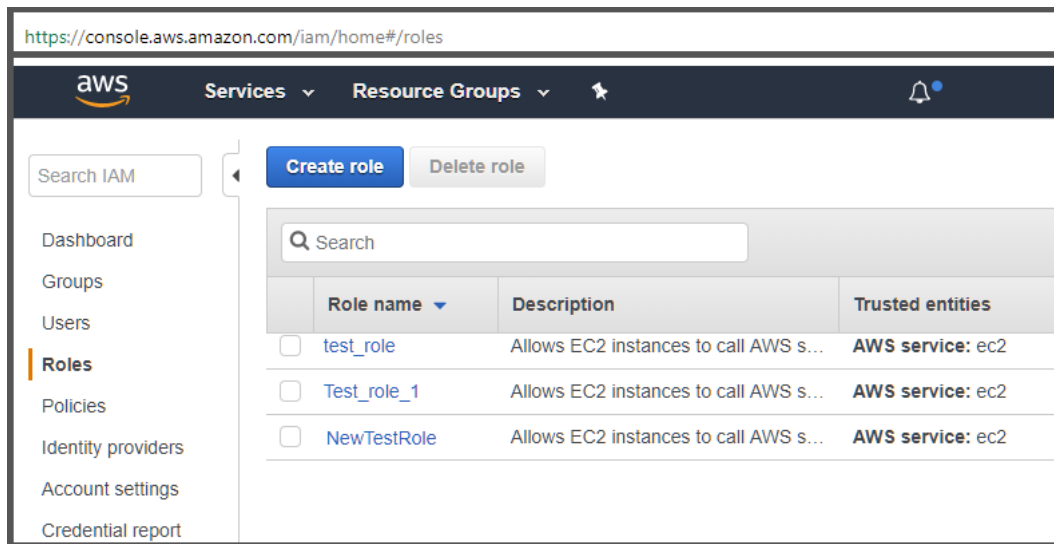 https://console.aws.amazon.com/iam/home#/roles
aws Services Resource Groups
Search IAM
Dashboard
Groups
Users
Roles
Policies
Identity providers
Account settings
Credential report
Create role Delete role
Search
Role name Description Trusted entities
test_role Allows EC2 instances to call AWS s... AWS service: ec2
Test_role_1 Allows EC2 instances to call AWS s... AWS service: ec2
NewTestRole Allows EC2 instances to call AWS s... AWS service: ec2